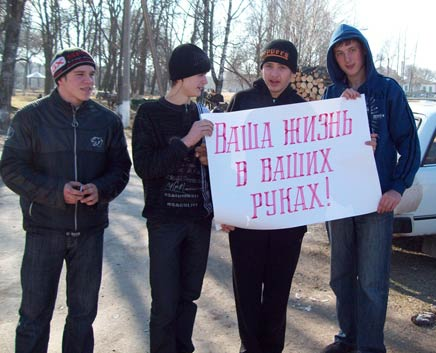 Ваша жизнь
в ваших
руках!